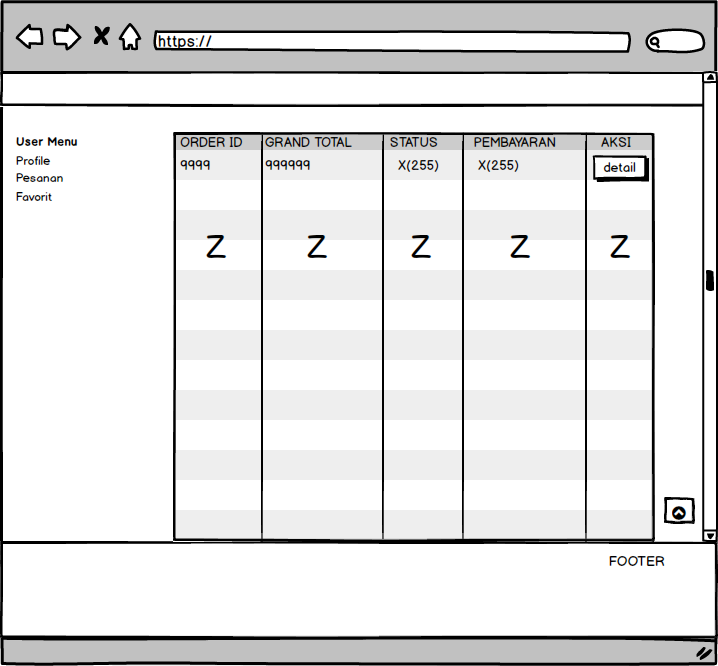 https://
User Menu
Profile
Pesanan
Favorit
ORDER ID GRAND TOTAL STATUS PEMBAYARAN AKSI
9999 999999 X(255) X(255) detail
Z Z Z Z Z
FOOTER